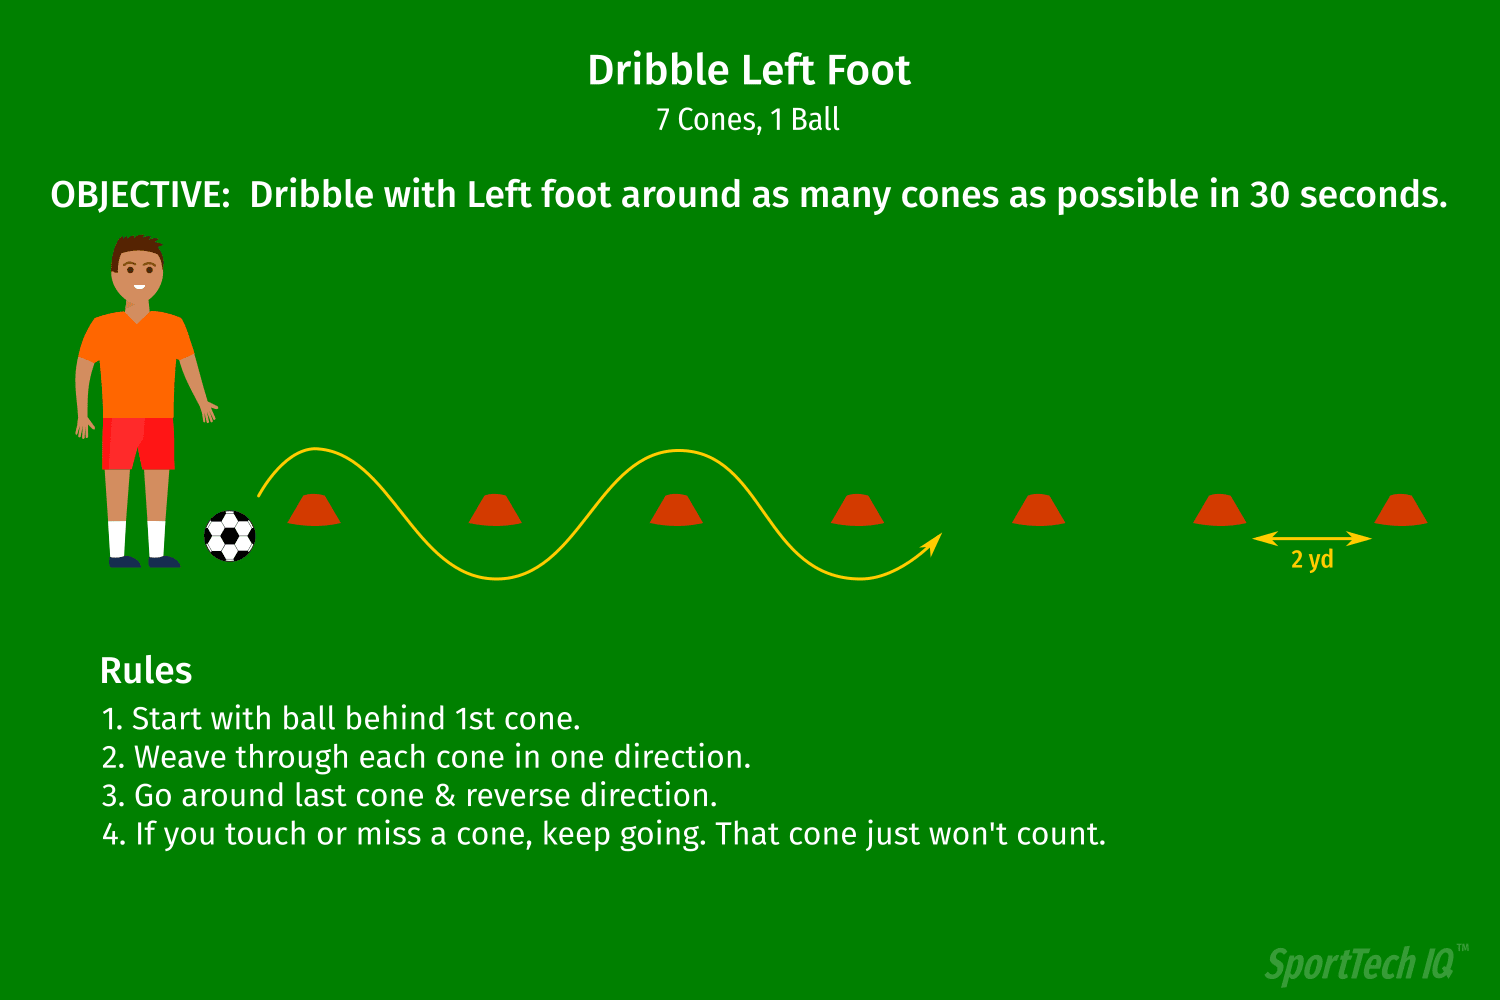 Dribble Left Foot
7 Cones, 1 Ball
OBJECTIVE: Dribble with Left foot around as many cones as possible in 30 seconds.
2 yd
Rules
1. Start with ball behind 1st cone.
2. Weave through each cone in one direction.
3. Go around last cone & reverse direction.
4. If you touch or miss a cone, keep going. That cone just won't count.
SportTech IQ™